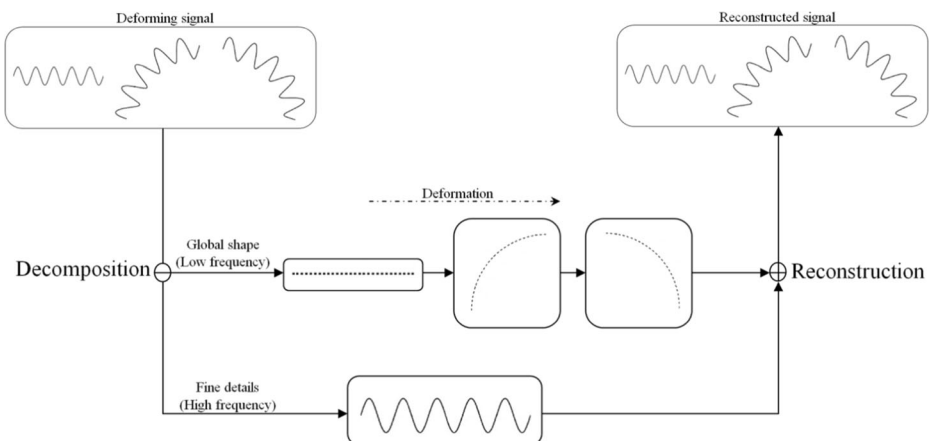 Deforming signal
Reconstructed signal
Deformation
Global shape
(Low frequency)
Decomposition
Reconstruction
Fine details
(High frequency)